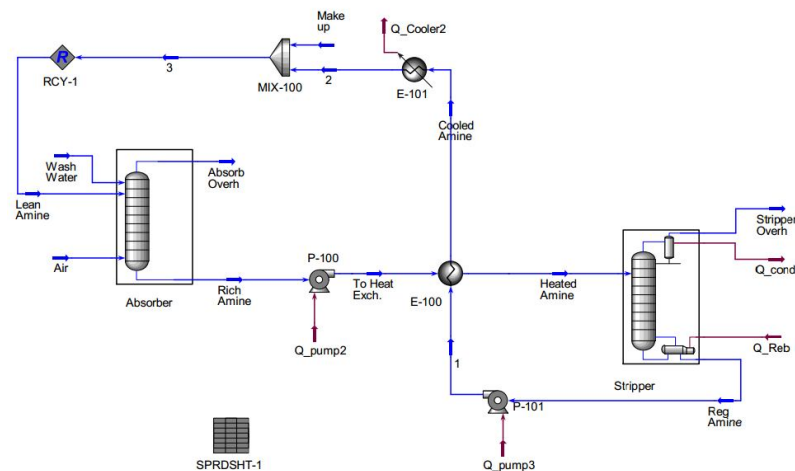 Make
up
Q_Cooler2
R
RCY-1
3
MIX-100
2
E-101
Cooled
Amine
Wash
Water
Absorb
Overh
Lean
Amine
Air
Absorber
Rich
Amine
P-100
Q_pump2
To Heat
Exch.
E-100
Heated
Amine
Stripper
Overh
Q_cond
Q_Reb
Stripper
Reg
Amine
1
P-101
Q_pump3
SPRDSHT-1